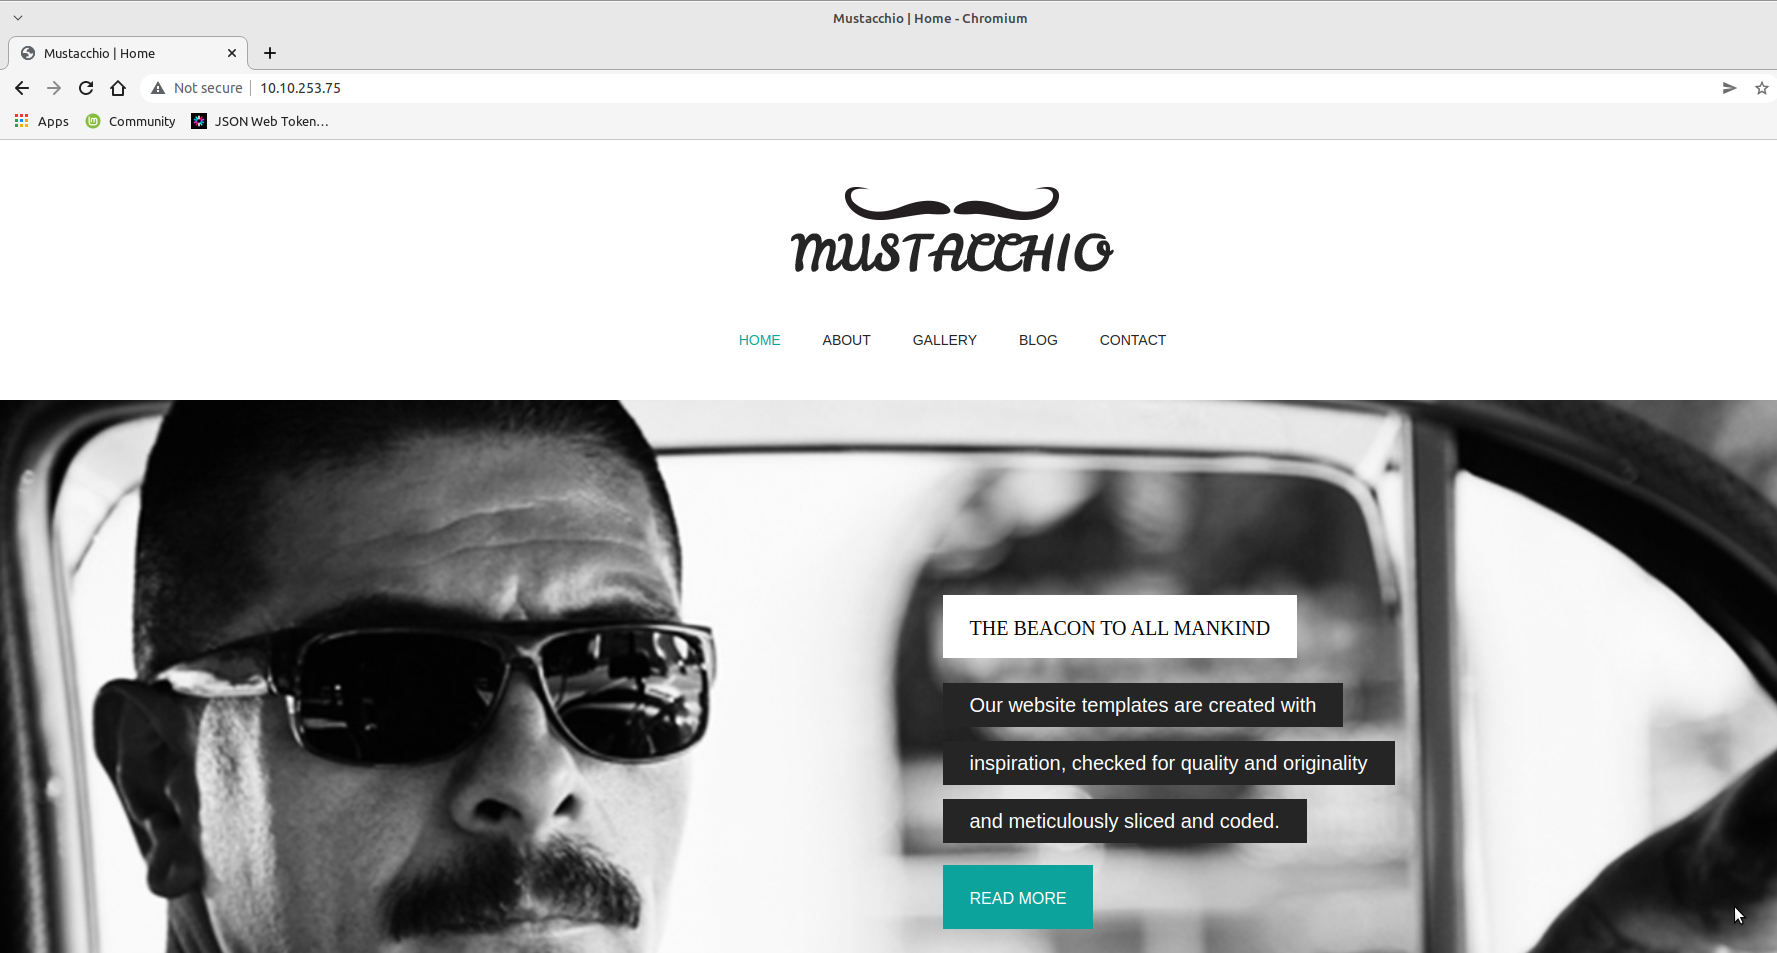 Mustacchio | Home - Chromium
Mustacchio | Home
Not secure 10.10.253.75
Apps Community JSON Web Token...
MUSTACCHIO
HOME ABOUT GALLERY BLOG CONTACT
THE BEACON TO ALL MANKIND
Our website templates are created with
inspiration, checked for quality and originality
and meticulously sliced and coded.
READ MORE